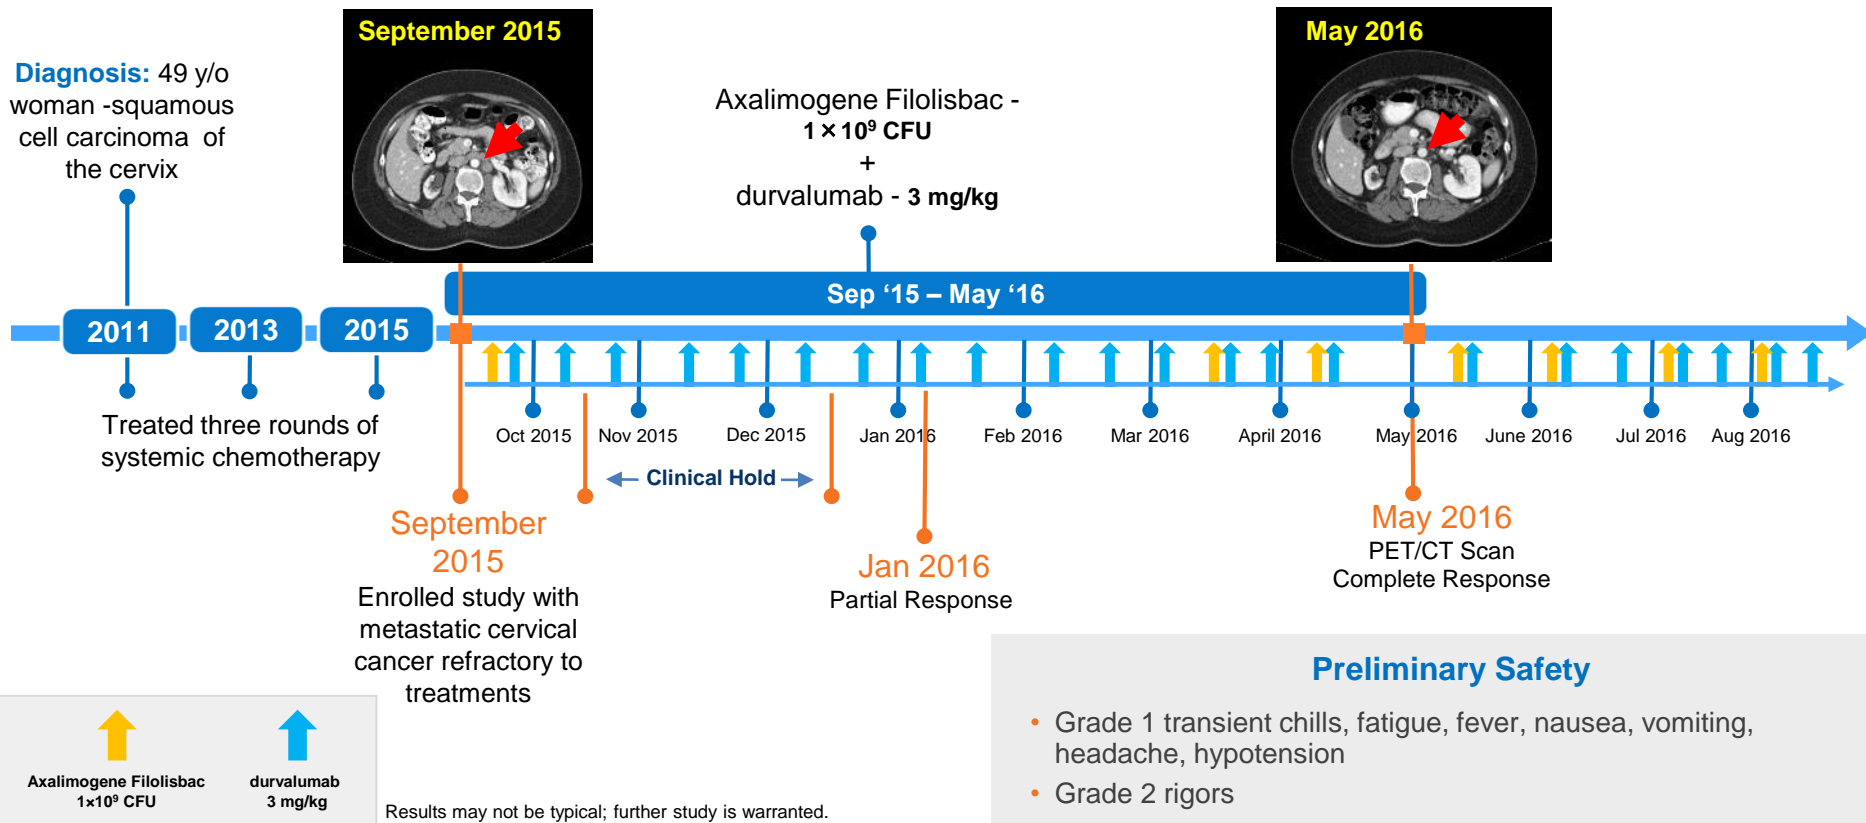 September 2015
May 2016
Diagnosis: 49 y/o
woman -squamous
cell carcinoma of
the cervix
Axalimogene Filolisbac -
1×10⁹ CFU
+
durvalumab - 3 mg/kg
Sep ‘15 – May ‘16
2011
2013
2015
Treated three rounds of
systemic chemotherapy
Oct 2015
Nov 2015
Dec 2015
Jan 2016
Feb 2016
Mar 2016
April 2016
May 2016
June 2016
Jul 2016
Aug 2016
Clinical Hold
September
2015
Enrolled study with
metastatic cervical
cancer refractory to
treatments
Jan 2016
Partial Response
May 2016
PET/CT Scan
Complete Response
Preliminary Safety
• Grade 1 transient chills, fatigue, fever, nausea, vomiting,
headache, hypotension
• Grade 2 rigors
Axalimogene Filolisbac
1×10⁹ CFU
durvalumab
3 mg/kg
Results may not be typical; further study is warranted.